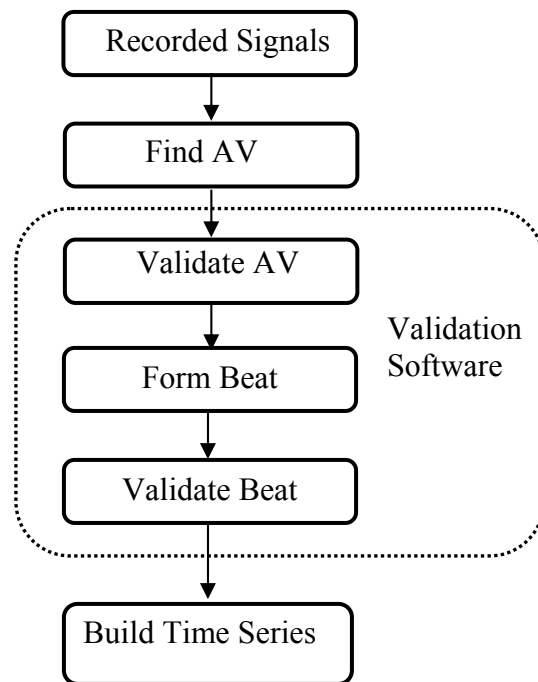 Recorded Signals
Find AV
Validate AV
Validation
Software
Form Beat
Validate Beat
Build Time Series